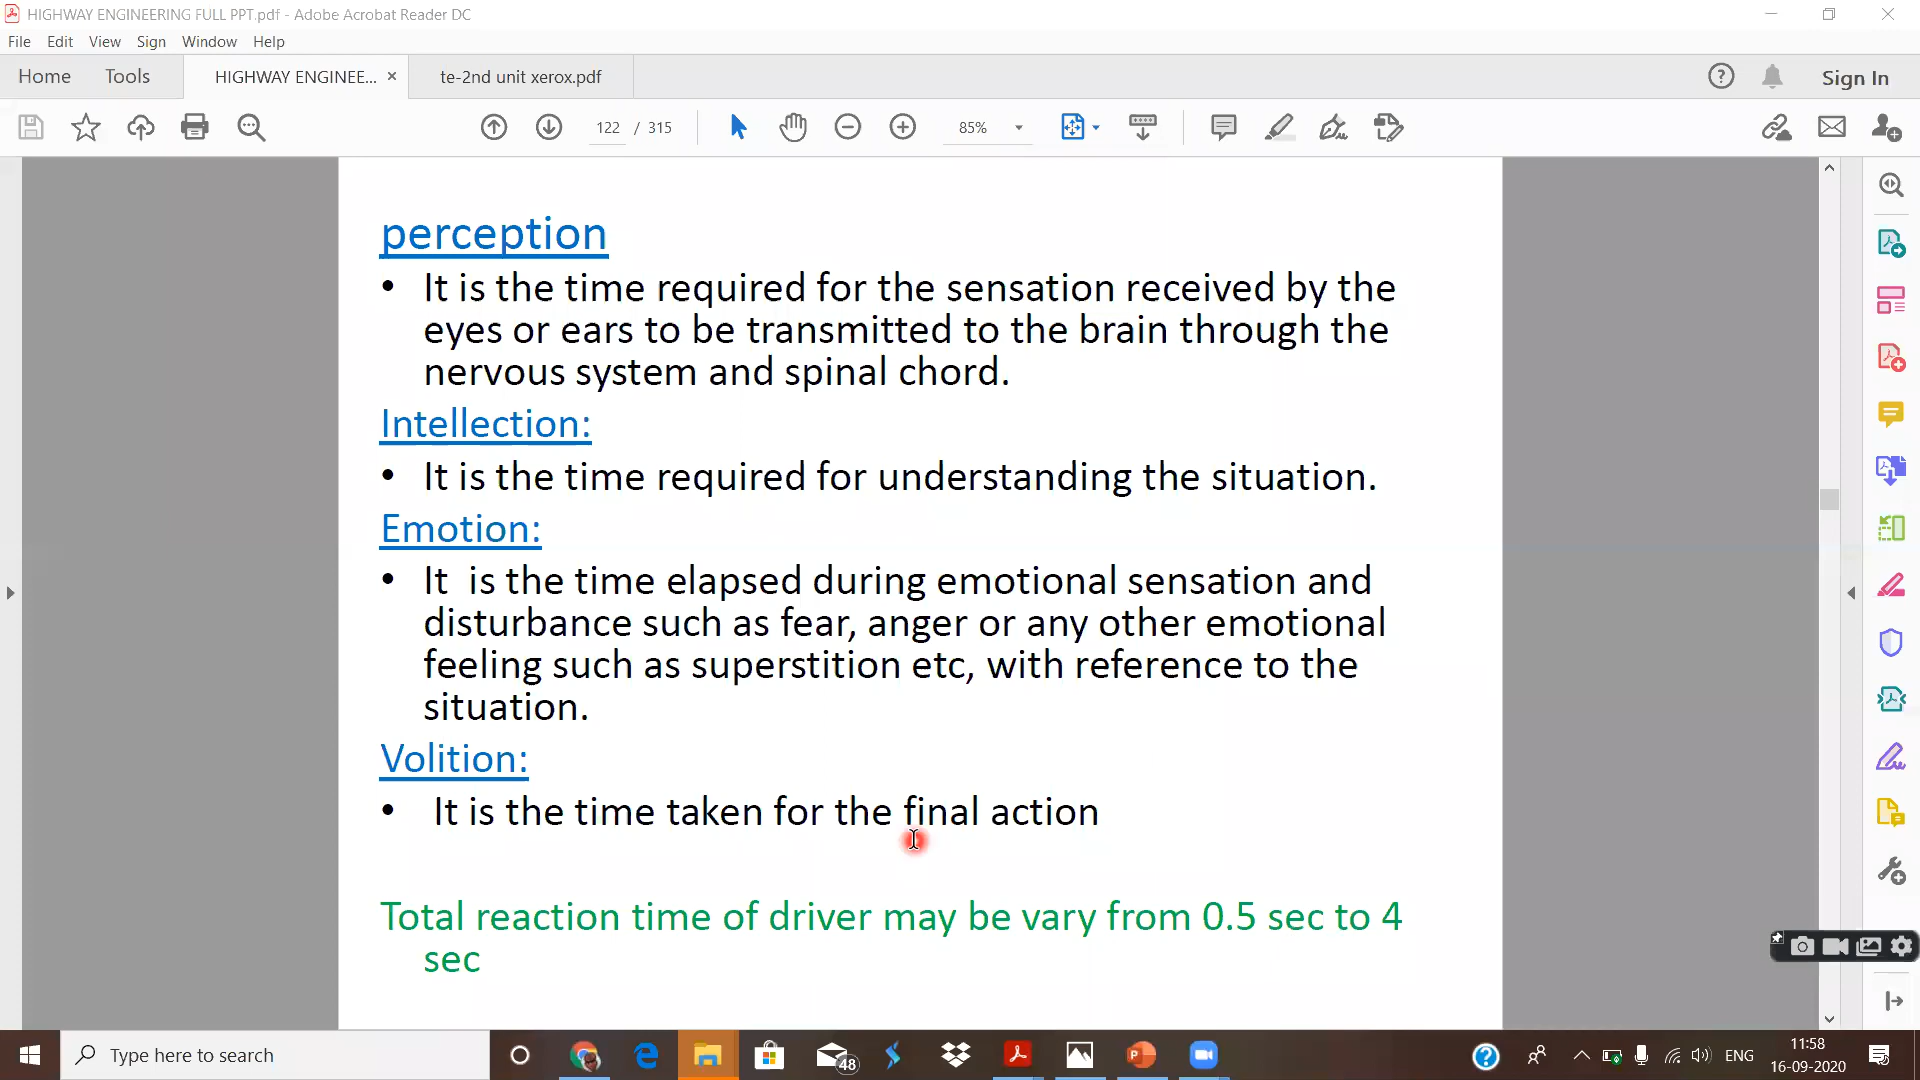 HIGHWAY ENGINEERING FULL PPT.pdf - Adobe Acrobat Reader DC
File Edit View Sign Window Help
Home Tools HIGHWAY ENGINEE... × te-2nd unit xerox.pdf Sign In
122 / 315 85%
perception
• It is the time required for the sensation received by the
eyes or ears to be transmitted to the brain through the
nervous system and spinal chord.
Intellection:
• It is the time required for understanding the situation.
Emotion:
• It is the time elapsed during emotional sensation and
disturbance such as fear, anger or any other emotional
feeling such as superstition etc, with reference to the
situation.
Volition:
• It is the time taken for the final action
Total reaction time of driver may be vary from 0.5 sec to 4
sec
Type here to search
48
ENG
11:58
16-09-2020